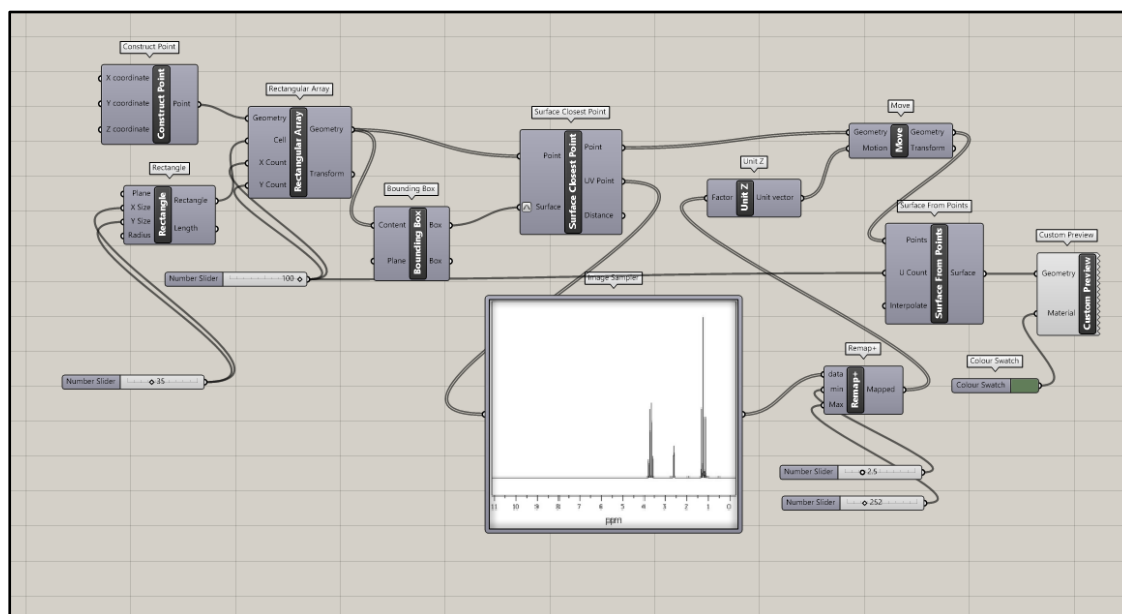 Construct Point
X coordinate
Y coordinate
Z coordinate
Construct Point
Point
Rectangular Array
Geometry
Cell
X Count
Y Count
Rectangular Array
Geometry
Transform
Rectangle
Plane
X Size
Y Size
Radius
Rectangle
Rectangle
Length
Number Slider 100
Number Slider 35
Bounding Box
Content
Plane
Bounding Box
Box
Box
Surface Closest Point
Point
Surface
Surface Closest Point
Point
UV Point
Distance
Image Sampler
11 10 9 8 7 6 5 4 3 2 1 0
ppm
Unit Z
Factor
Unit Z
Unit vector
Move
Geometry
Motion
Move
Geometry
Transform
Surface From Points
Points
U Count
Interpolate
Surface From Points
Surface
Custom Preview
Geometry
Material
Custom Preview
Remap+
data
min
Max
Remap+
Mapped
Colour Swatch
Colour Swatch
Number Slider 2.5
Number Slider 252